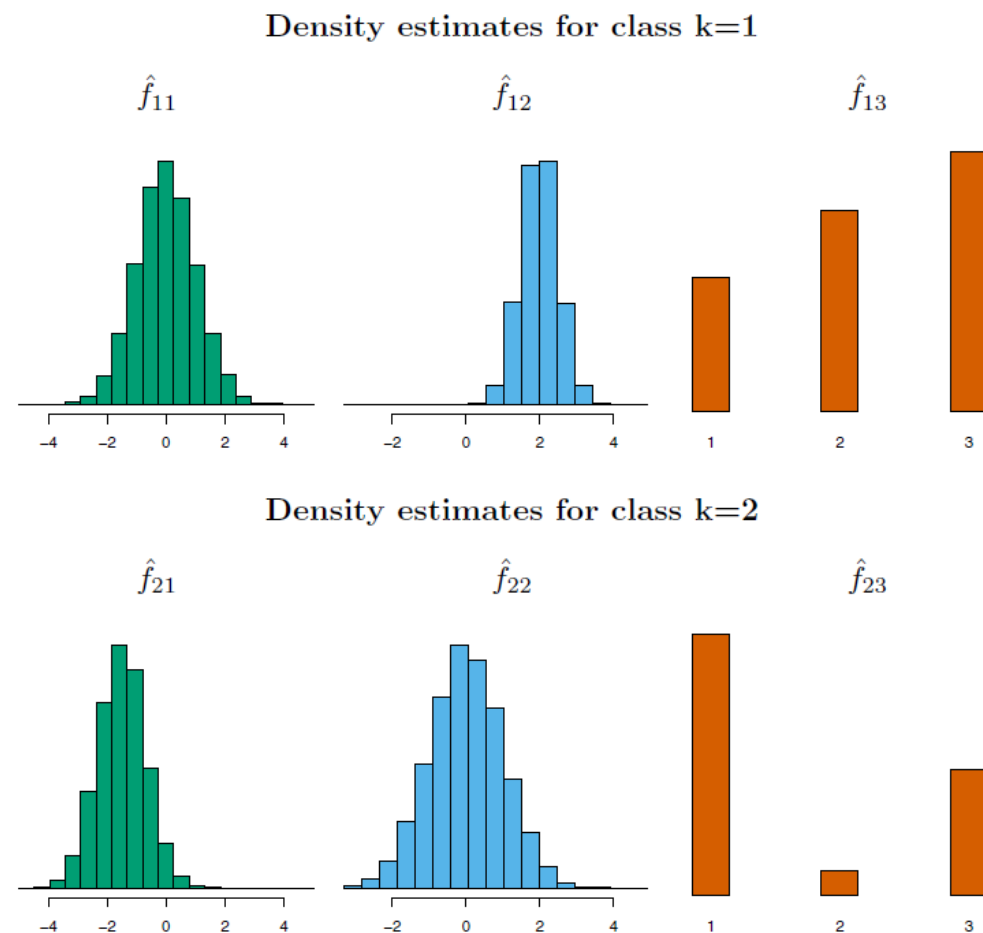 Density estimates for class k=1
f̂₁₁ f̂₁₂ f̂₁₃
−4 −2 0 2 4 −2 0 2 4 1 2 3
Density estimates for class k=2
f̂₂₁ f̂₂₂ f̂₂₃
−4 −2 0 2 4 −2 0 2 4 1 2 3